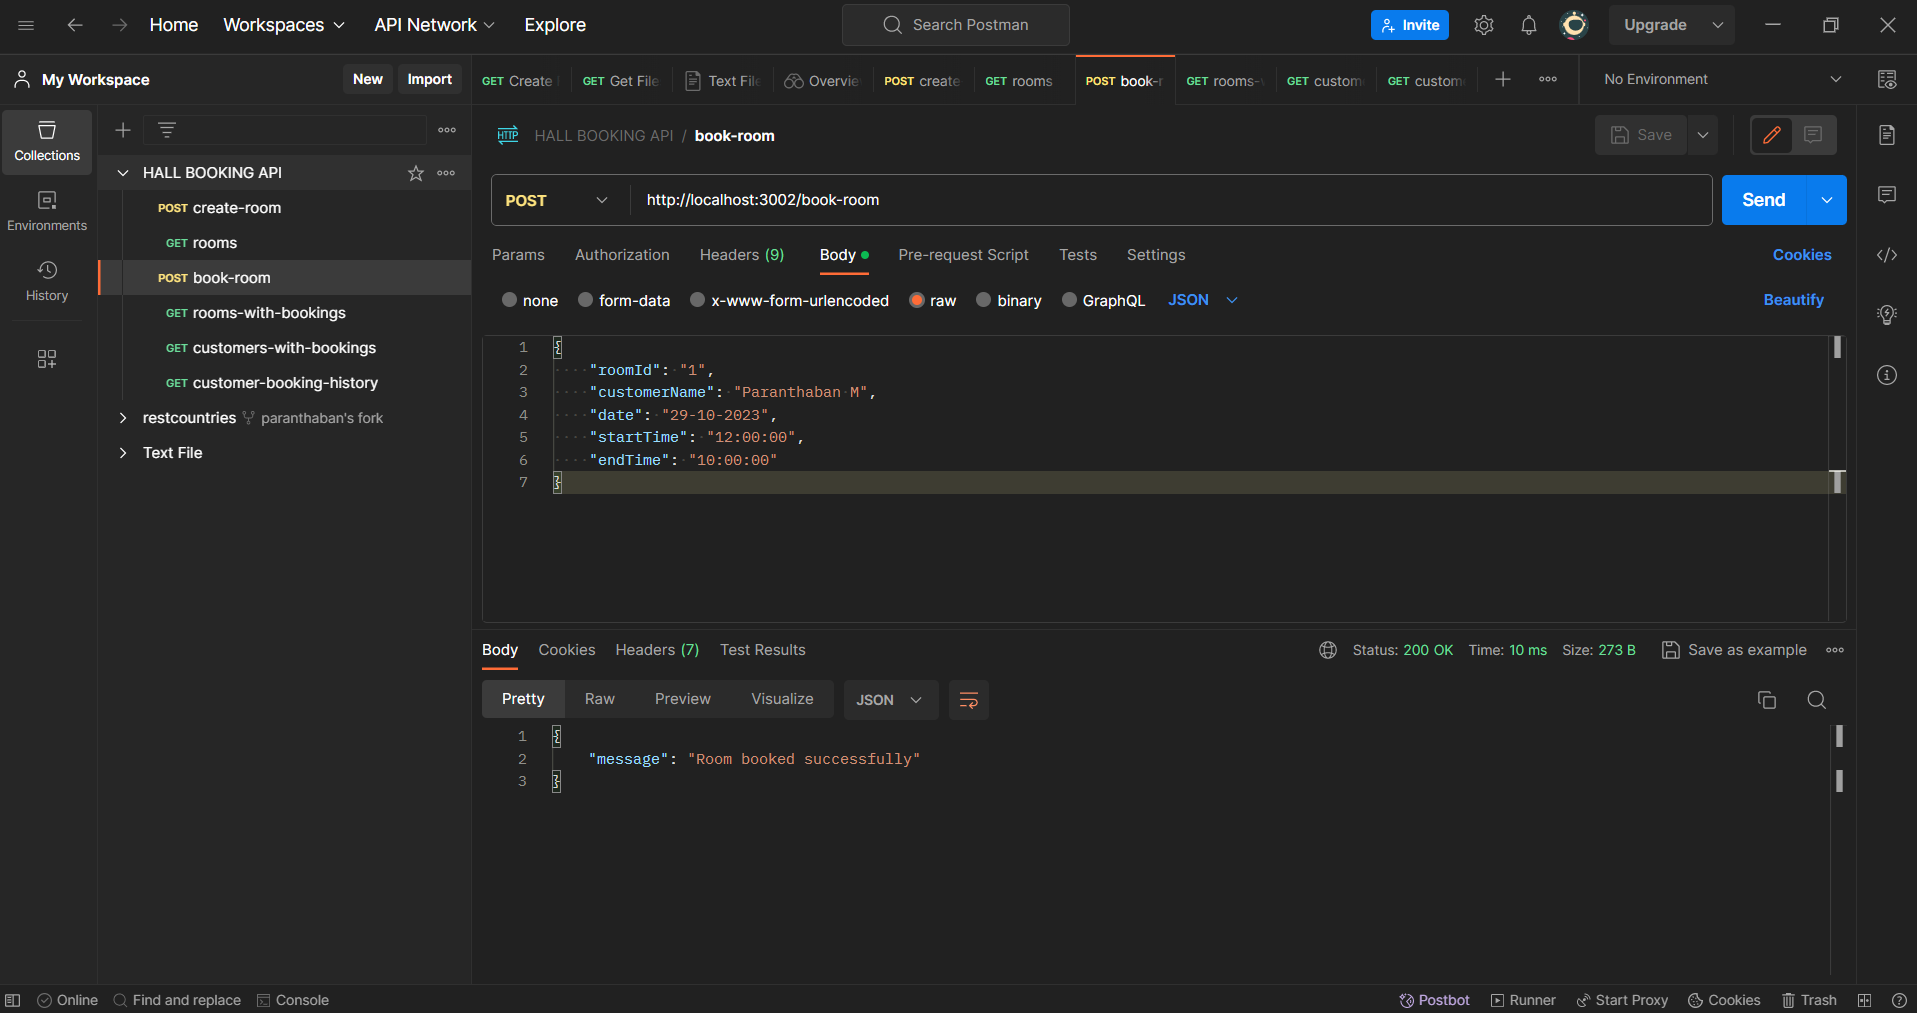 Home Workspaces API Network Explore Search Postman Invite Upgrade
My Workspace New Import GET Create GET Get File Text File Overvie POST create GET rooms POST book-r GET rooms- GET custom GET custom No Environment
Collections
Environments
History
HALL BOOKING API
POST create-room
GET rooms
POST book-room
GET rooms-with-bookings
GET customers-with-bookings
GET customer-booking-history
restcountries paranthaban's fork
Text File
HTTP HALL BOOKING API / book-room Save
POST http://localhost:3002/book-room Send
Params Authorization Headers (9) Body Pre-request Script Tests Settings Cookies
none form-data x-www-form-urlencoded raw binary GraphQL JSON Beautify
1 {
2 "roomId": "1",
3 "customerName": "Paranthaban M",
4 "date": "29-10-2023",
5 "startTime": "12:00:00",
6 "endTime": "10:00:00"
7 }
Body Cookies Headers (7) Test Results Status: 200 OK Time: 10 ms Size: 273 B Save as example
Pretty Raw Preview Visualize JSON
1 {
2 "message": "Room booked successfully"
3 }
Online Find and replace Console Postbot Runner Start Proxy Cookies Trash